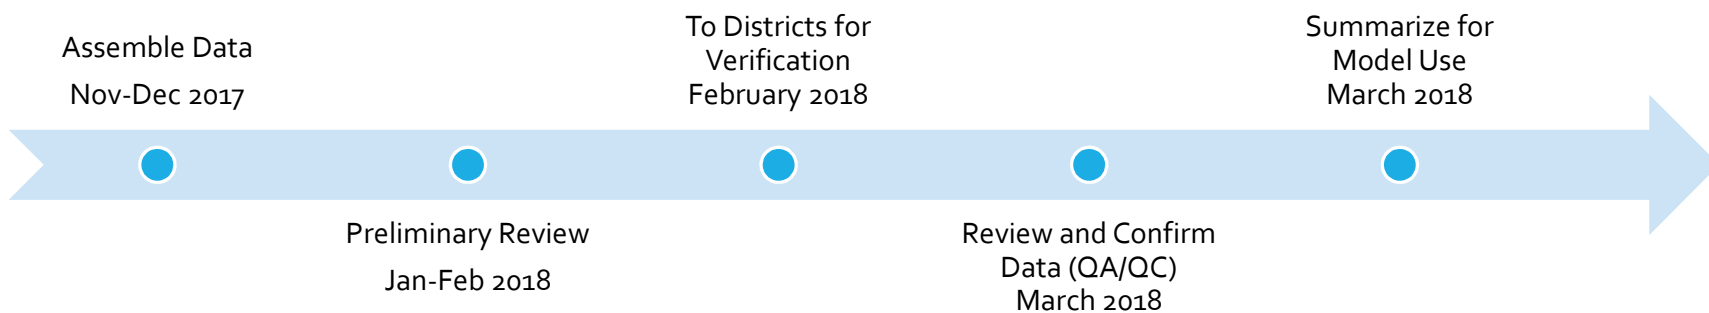 Assemble Data
Nov-Dec 2017
Preliminary Review
Jan-Feb 2018
To Districts for
Verification
February 2018
Review and Confirm
Data (QA/QC)
March 2018
Summarize for
Model Use
March 2018